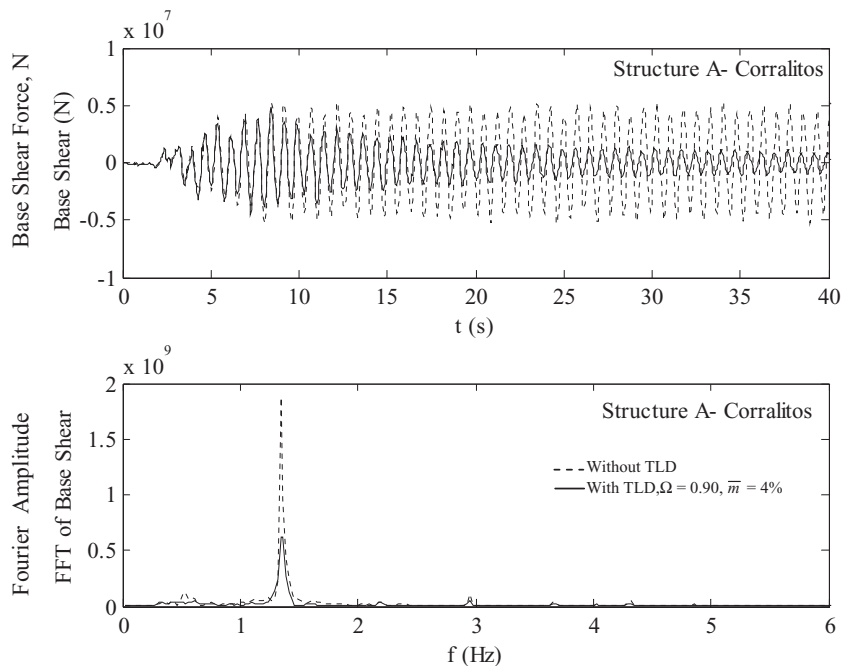 x 10^7
1
0.5
0
-0.5
-1
Base Shear Force, N
Base Shear (N)
Structure A- Corralitos
0 5 10 15 20 25 30 35 40
t (s)
x 10^9
2
1.5
1
0.5
0
Fourier Amplitude
FFT of Base Shear
Structure A- Corralitos
Without TLD
With TLD,Ω = 0.90, m̅ = 4%
0 1 2 3 4 5 6
f (Hz)